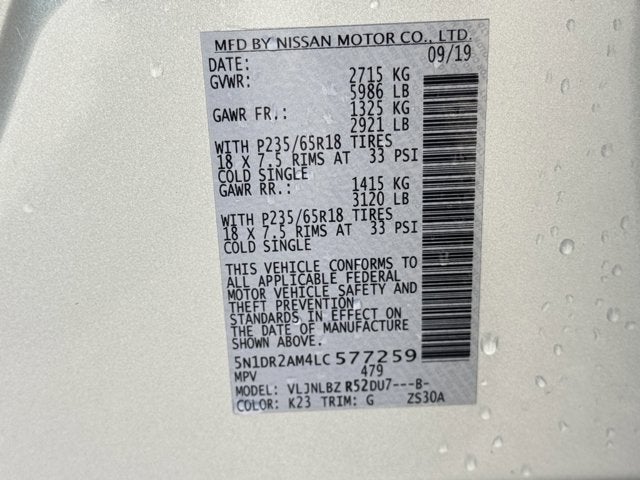 MFD BY NISSAN MOTOR CO., LTD.
DATE: 09/19
GVWR: 2715 KG
5986 LB
GAWR FR.: 1325 KG
2921 LB
WITH P235/65R18 TIRES
18 X 7.5 RIMS AT 33 PSI
COLD SINGLE
GAWR RR.: 1415 KG
3120 LB
WITH P235/65R18 TIRES
18 X 7.5 RIMS AT 33 PSI
COLD SINGLE
THIS VEHICLE CONFORMS TO
ALL APPLICABLE FEDERAL
MOTOR VEHICLE SAFETY AND
THEFT PREVENTION
STANDARDS IN EFFECT ON
THE DATE OF MANUFACTURE
SHOWN ABOVE.
5N1DR2AM4LC577259
MPV 479
MODEL: VLJNLBZ R52DU7---B-
COLOR: K23 TRIM: G ZS30A